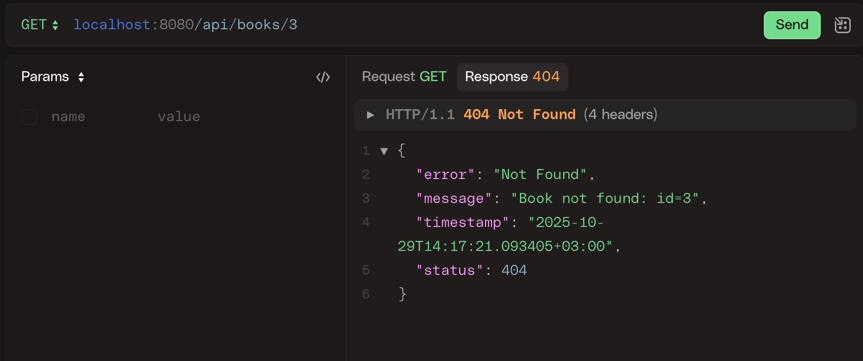 GET localhost:8080/api/books/3 Send
Params </>
Request GET Response 404
name value
HTTP/1.1 404 Not Found (4 headers)
1 {
2 "error": "Not Found",
3 "message": "Book not found: id=3",
4 "timestamp": "2025-10-
29T14:17:21.093405+03:00",
5 "status": 404
6 }